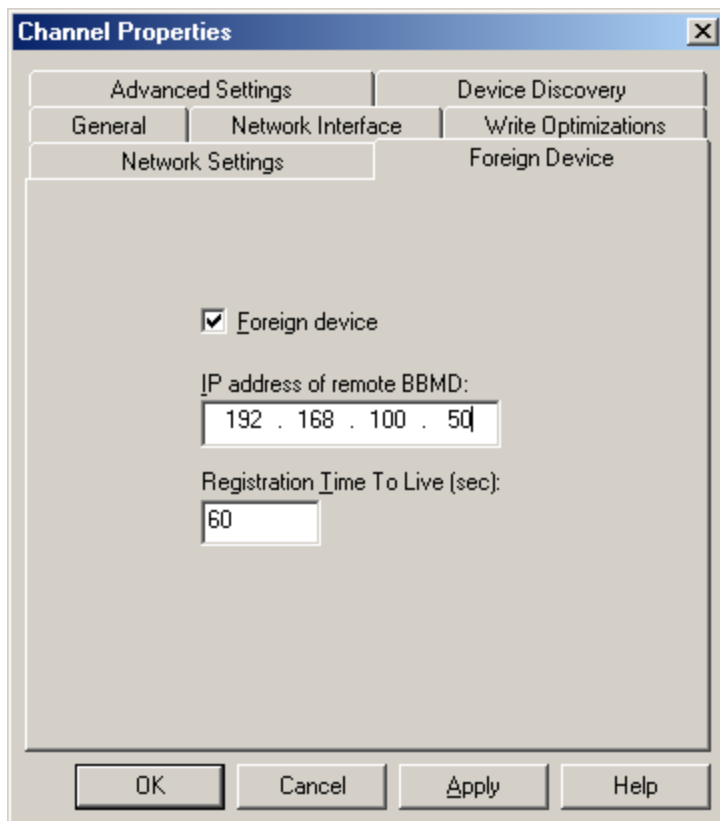 Channel Properties
Advanced Settings Device Discovery
General Network Interface Write Optimizations
Network Settings Foreign Device
Foreign device
IP address of remote BBMD:
192 . 168 . 100 . 50
Registration Time To Live (sec):
60
OK Cancel Apply Help